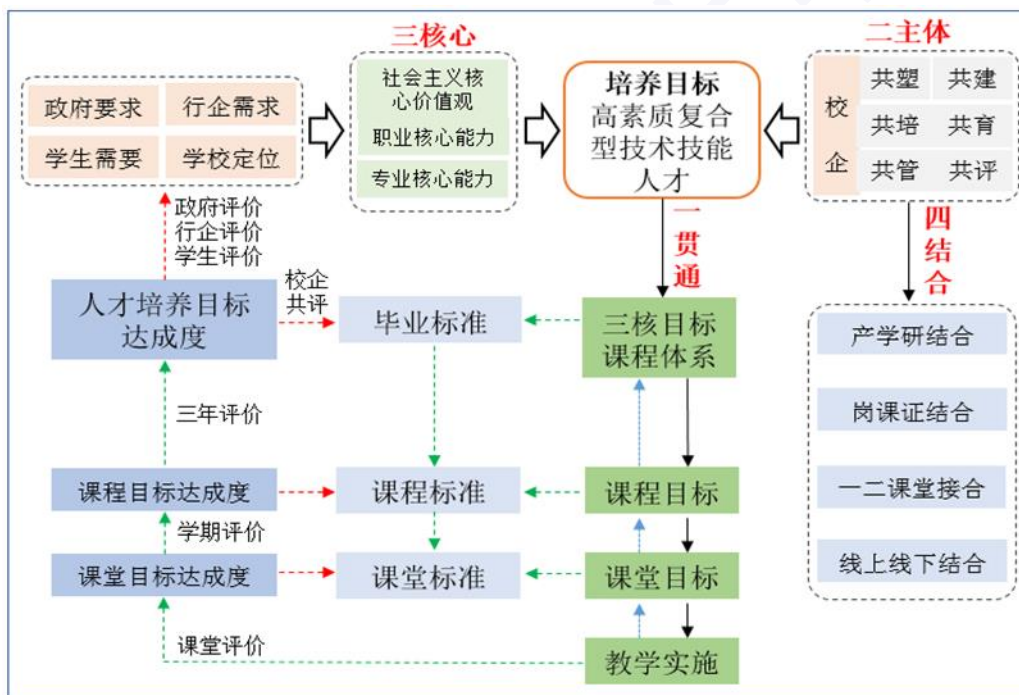 三核心
二主体
政府要求
行企需求
学生需要
学校定位
社会主义核
心价值观
职业核心能力
专业核心能力
培养目标
高素质复合
型技术技能
人才
校
企
共塑
共建
共培
共育
共管
共评
政府评价
行企评价
学生评价
一
贯
通
四
结
合
人才培养目标
达成度
校企
共评
毕业标准
三核目标
课程体系
产学研结合
岗课证结合
一二课堂接合
线上线下结合
三年评价
课程目标达成度
课程标准
课程目标
学期评价
课堂目标达成度
课堂标准
课堂目标
课堂评价
教学实施